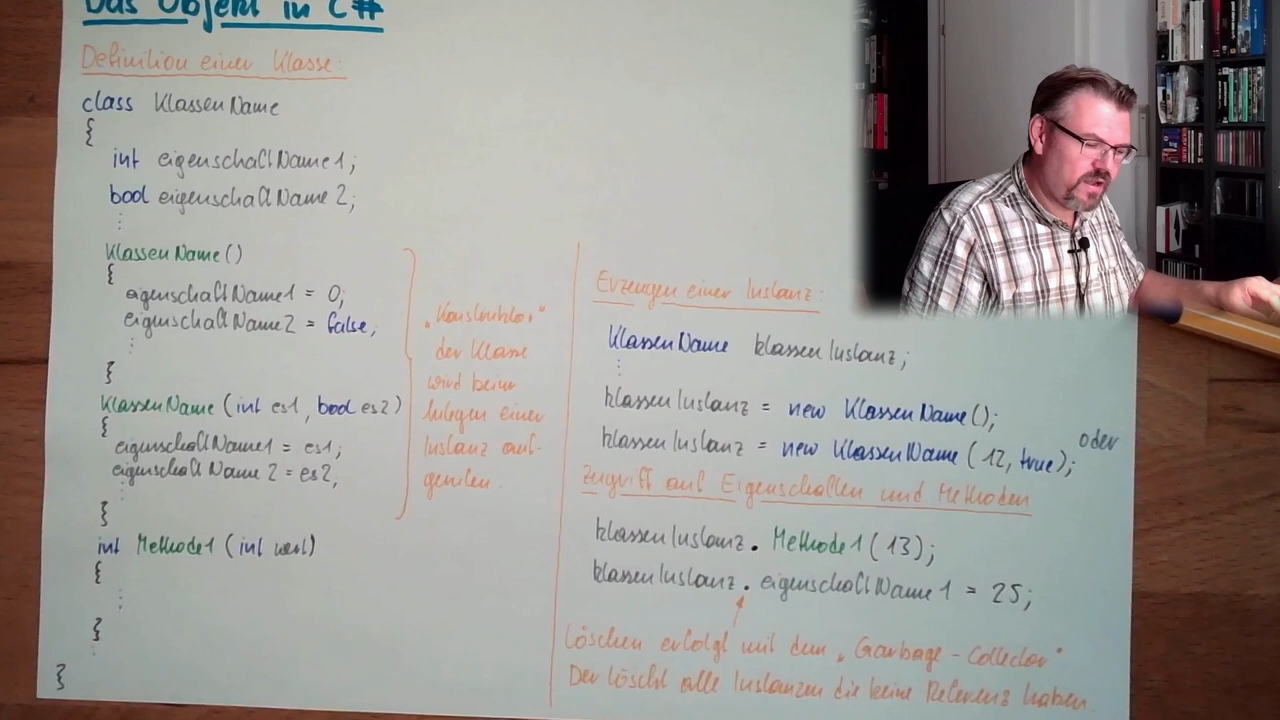 Das Objekt in C#
Definition einer Klasse:
class KlassenName
{
int eigenschaftName1;
bool eigenschaftName2;
⋮
KlassenName()
{
eigenschaftName1 = 0;
eigenschaftName2 = false;
⋮
}
KlassenName (int es1, bool es2)
{
eigenschaftName1 = es1;
eigenschaftName2 = es2;
⋮
}
int Methode1 (int wert)
{
⋮
}
⋮
}
„Konstruktor“
der Klasse
wird beim
Anlegen einer
Instanz auf-
gerufen.
Erzeugen einer Instanz:
KlassenName klassenInstanz;
⋮
klassenInstanz = new KlassenName();
oder
klassenInstanz = new KlassenName (12, true);
Zugriff auf Eigenschaften und Methoden
klassenInstanz . Methode1(13);
klassenInstanz . eigenschaftName1 = 25;
Löschen erfolgt mit dem „Garbage-Collector“
Der löscht alle Instanzen die keine Referenz haben.